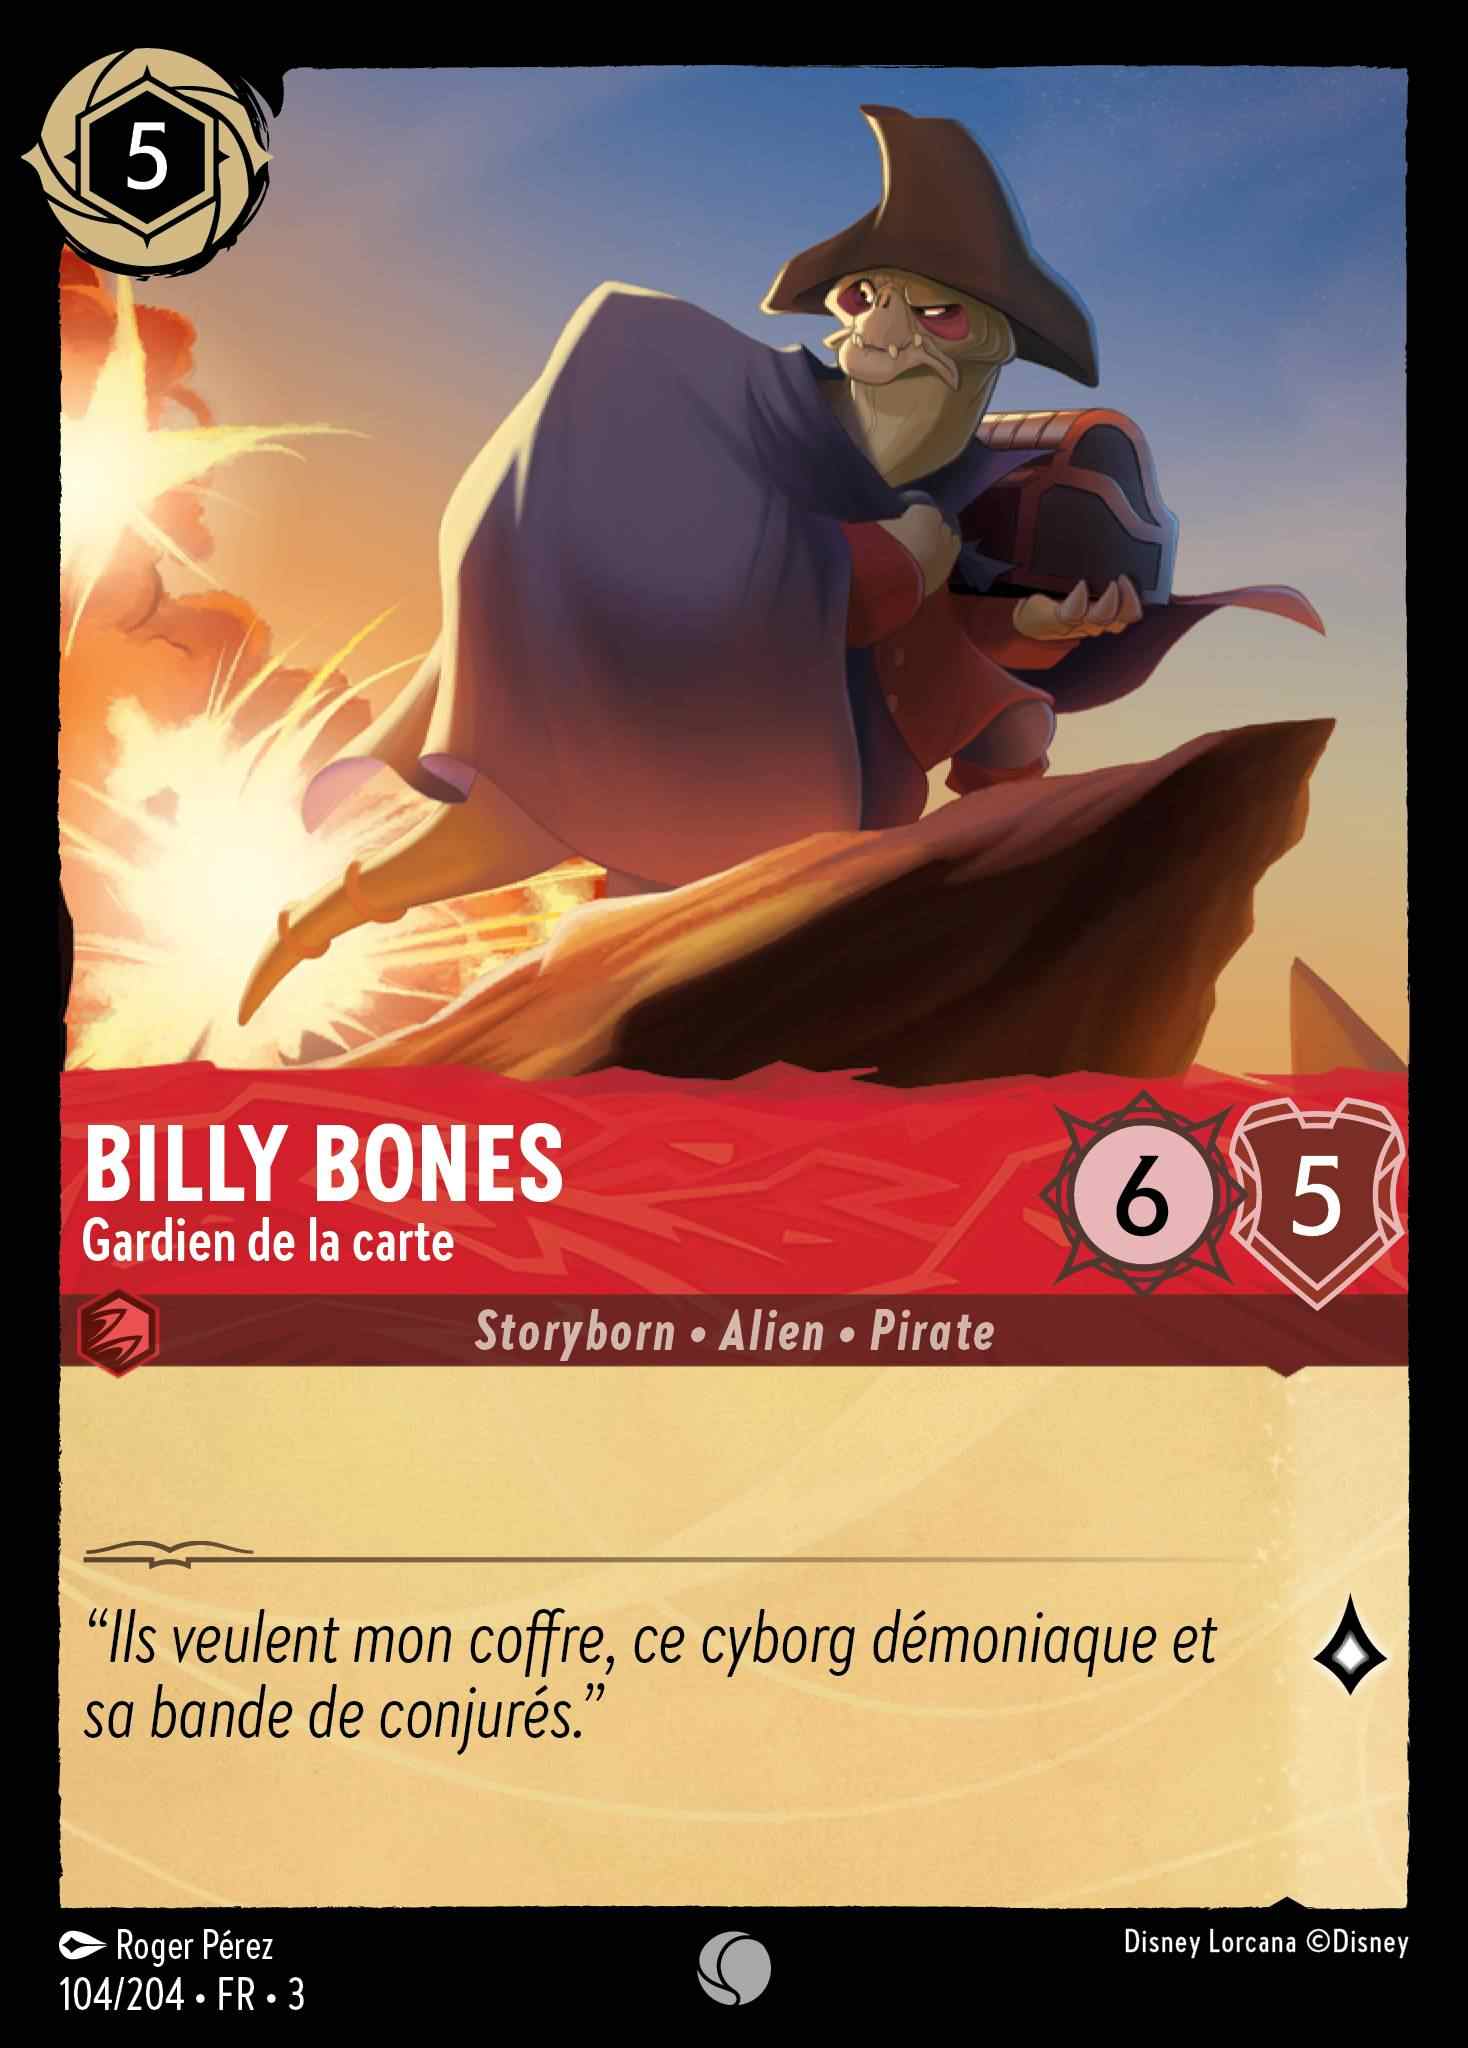 5
BILLY BONES
Gardien de la carte
6
5
Storyborn • Alien • Pirate
“Ils veulent mon coffre, ce cyborg démoniaque et
sa bande de conjurés.”
Roger Pérez
104/204 • FR • 3
Disney Lorcana ©Disney